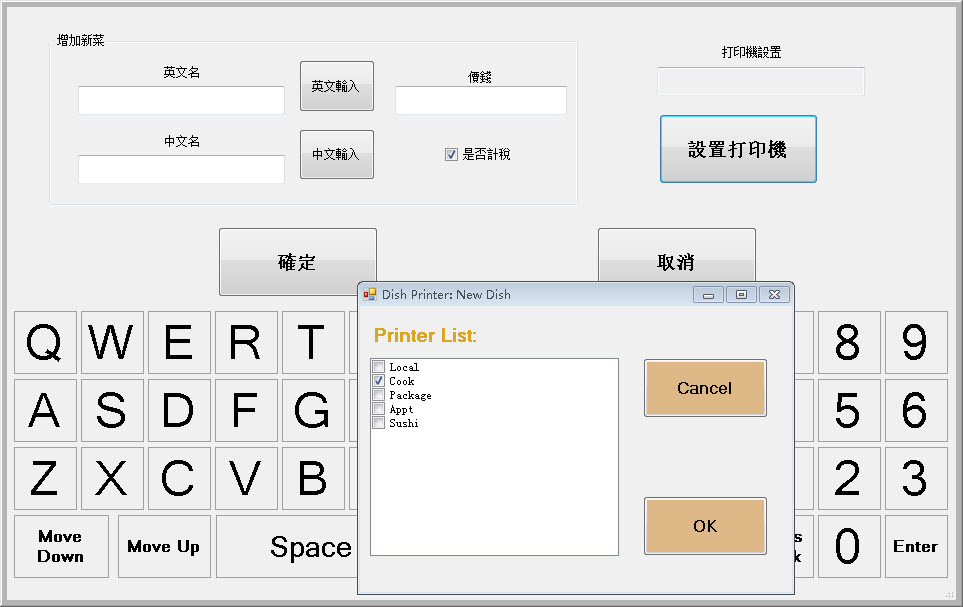 增加新菜
英文名
英文輸入
價錢
打印機設置
中文名
中文輸入
是否計稅
設置打印機
確定
取消
Dish Printer: New Dish
Printer List:
Local
Cook
Package
Appt
Sushi
Cancel
OK
Q W E R T 8 9
A S D F G 5 6
Z X C V B 2 3
Move Down
Move Up
Space
0
Enter